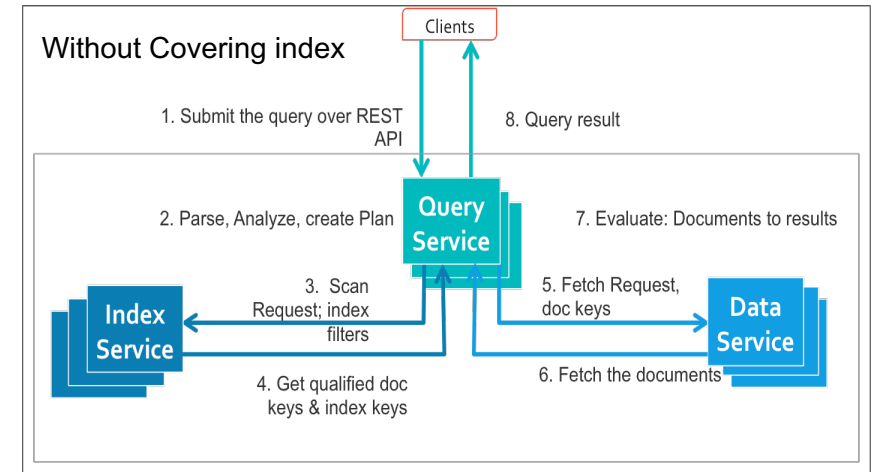 Clients
Without Covering index
1. Submit the query over REST
API
8. Query result
2. Parse, Analyze, create Plan
Query
Service
7. Evaluate: Documents to results
3. Scan
Request; index
filters
5. Fetch Request,
doc keys
Index
Service
Data
Service
4. Get qualified doc
keys & index keys
6. Fetch the documents